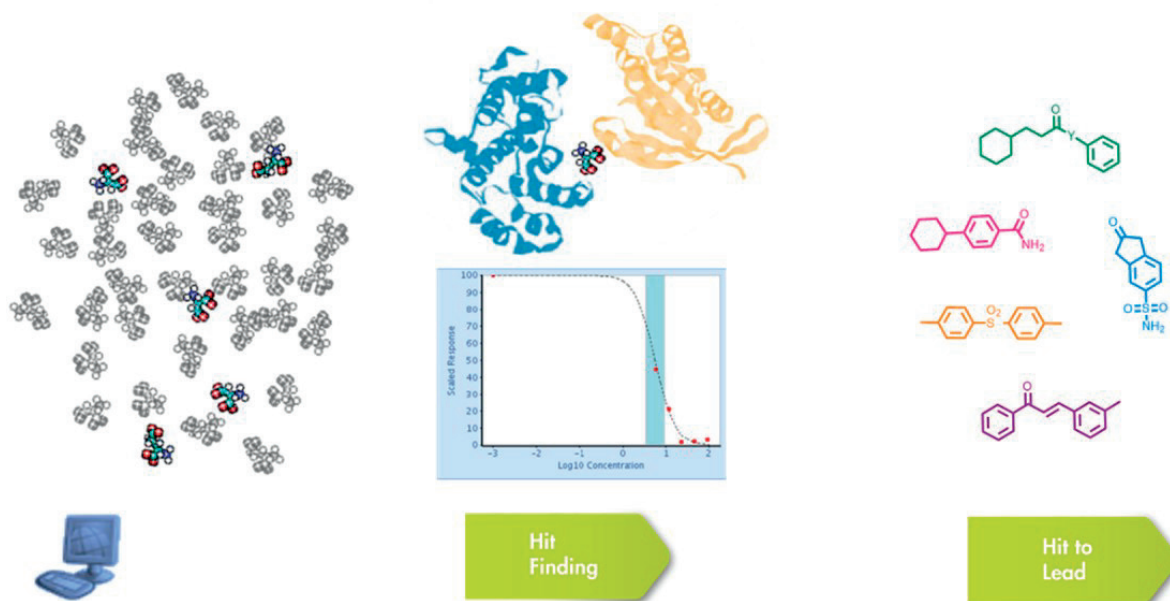 O
Y
O
NH2
O
O2
S
O=S=O
NH2
O
100
90
80
70
60
50
40
30
20
10
0
Scaled Response
−3
−2
−1
0
1
2
Log10 Concentration
Hit
Finding
Hit to
Lead